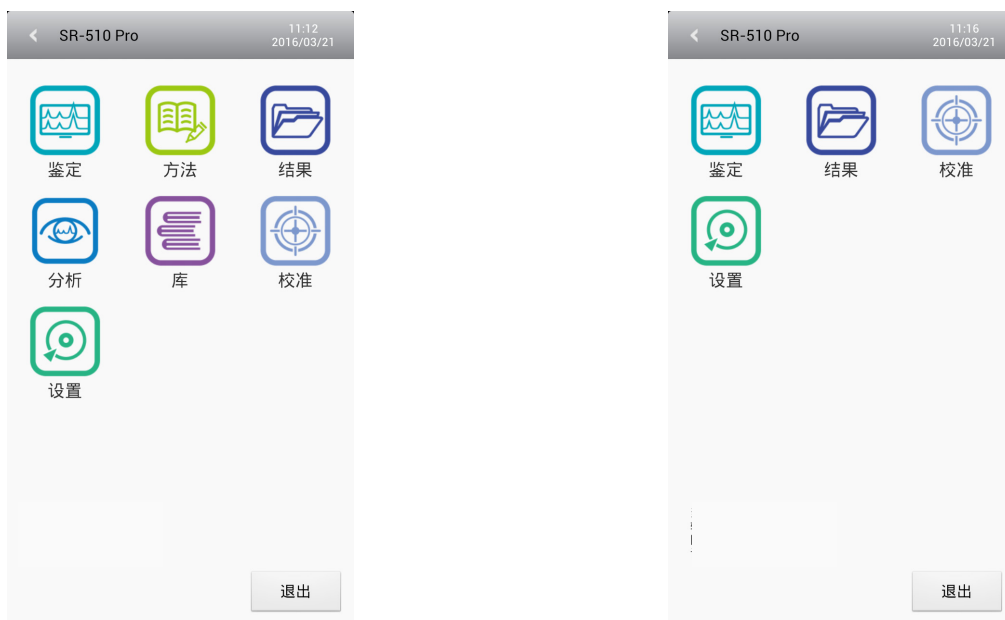 SR-510 Pro
11:12
2016/03/21
鉴定 方法 结果
分析 库 校准
设置
退出
SR-510 Pro
11:16
2016/03/21
鉴定 结果 校准
设置
退出